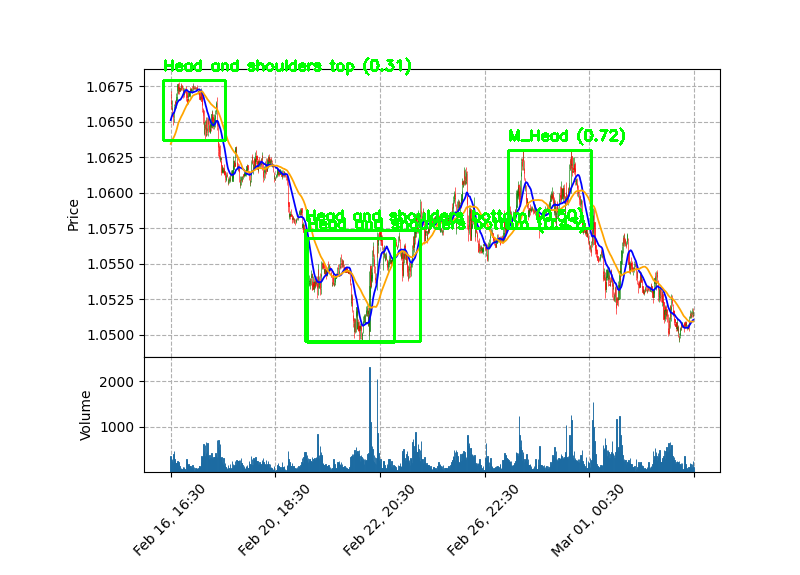 Head and shoulders top (0.31)
M_Head (0.72)
Head and shoulders bottom
Price
1.0675
1.0650
1.0625
1.0600
1.0575
1.0550
1.0525
1.0500
Volume
2000
1000
Feb 16, 16:30
Feb 20, 18:30
Feb 22, 20:30
Feb 26, 22:30
Mar 01, 00:30